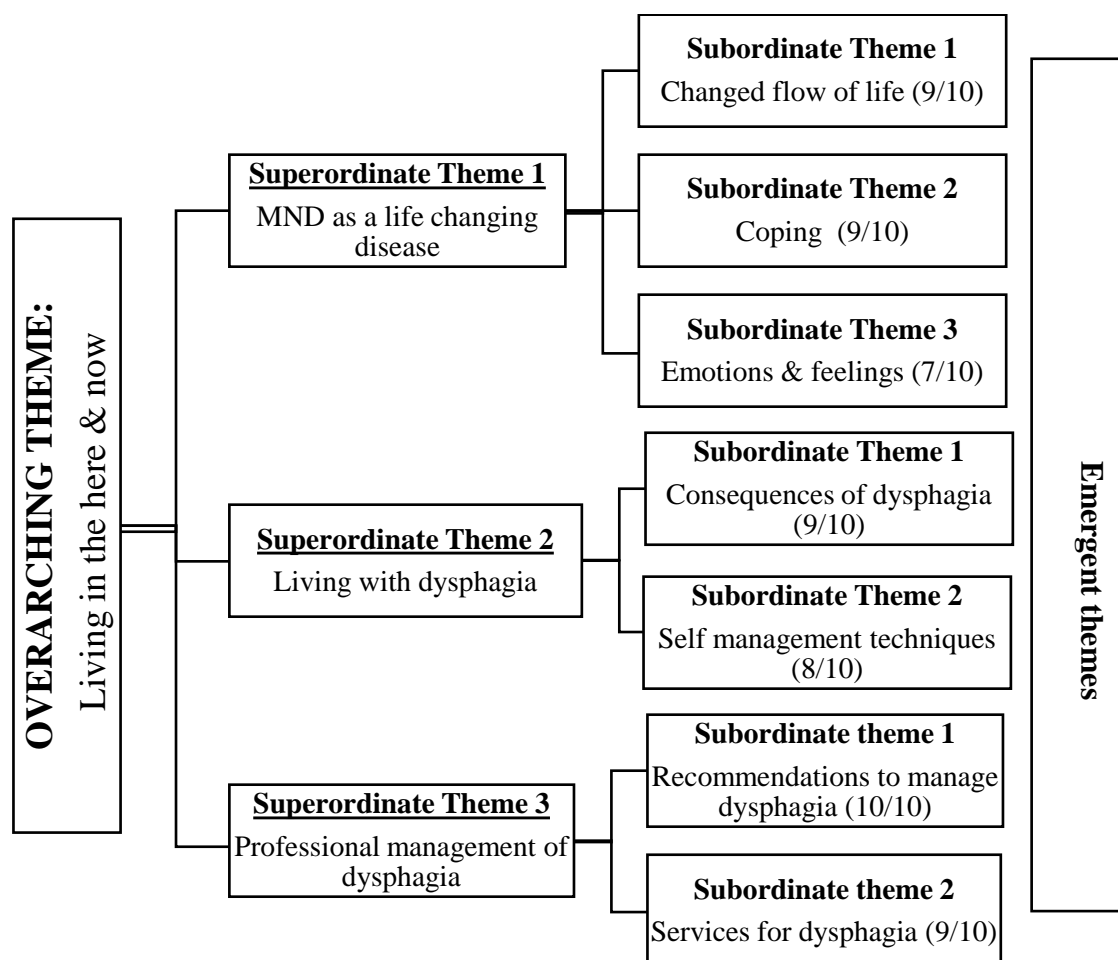 OVERARCHING THEME:
Living in the here & now
Superordinate Theme 1
MND as a life changing
disease
Subordinate Theme 1
Changed flow of life (9/10)
Subordinate Theme 2
Coping (9/10)
Subordinate Theme 3
Emotions & feelings (7/10)
Superordinate Theme 2
Living with dysphagia
Subordinate Theme 1
Consequences of dysphagia
(9/10)
Subordinate Theme 2
Self management techniques
(8/10)
Superordinate Theme 3
Professional management of
dysphagia
Subordinate theme 1
Recommendations to manage
dysphagia (10/10)
Subordinate theme 2
Services for dysphagia (9/10)
Emergent themes